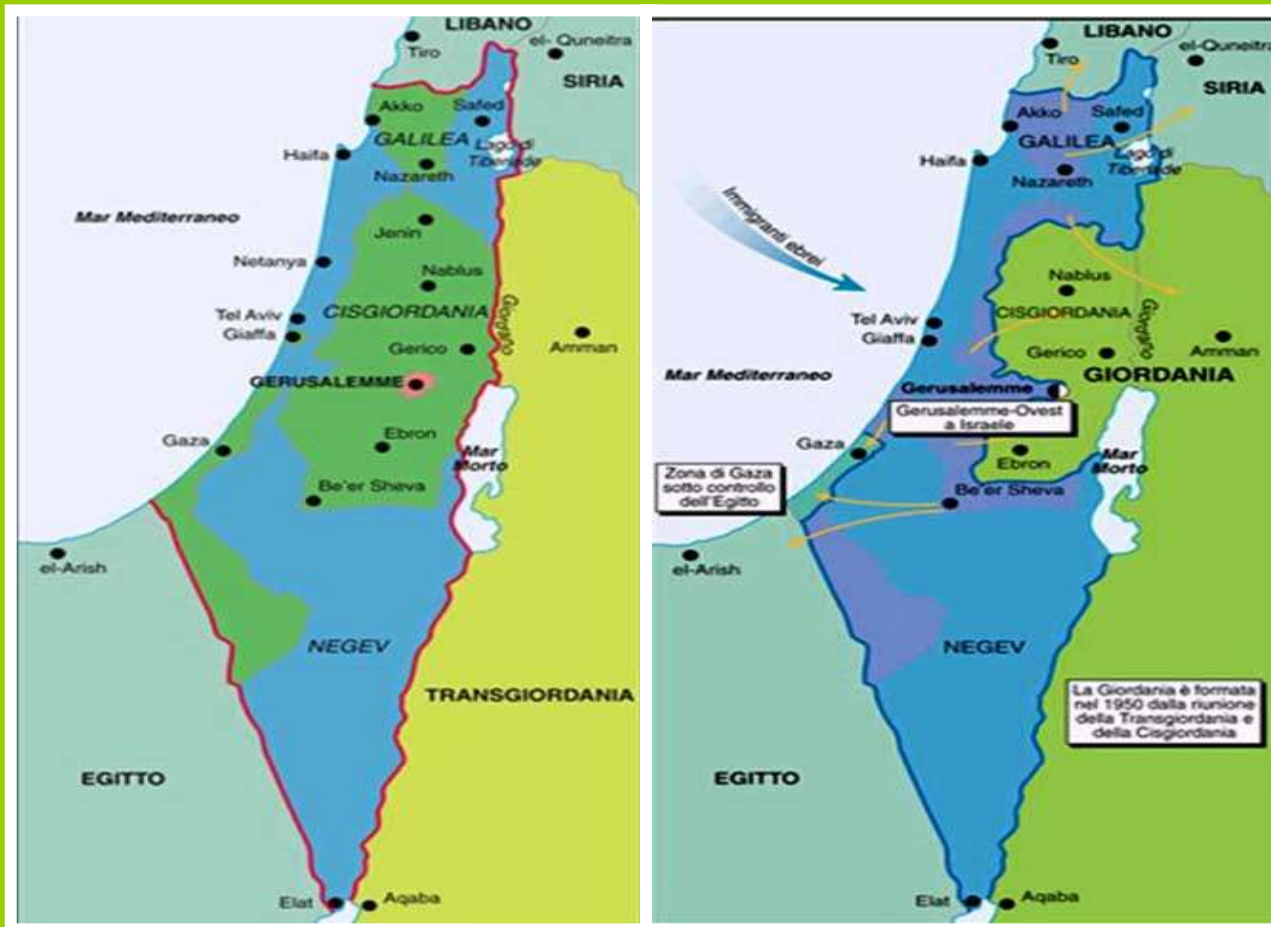 LIBANO
Tiro
el- Quneitra
SIRIA
Akko
Safed
GALILEA
Haifa
Lago di
Tiberiade
Nazareth
Mar Mediterraneo
Jenin
Netanya
Nablus
CISGIORDANIA
Giordano
Tel Aviv
Giaffa
Gerico
Amman
GERUSALEMME
Gaza
Ebron
Mar
Morto
Be'er Sheva
el-Arish
NEGEV
TRANSGIORDANIA
EGITTO
Elat
Aqaba
LIBANO
Tiro
el-Quneitra
SIRIA
Akko
Safed
GALILEA
Haifa
Lago di
Tiberiade
Nazareth
Immigranti ebrei
Nablus
CISGIORDANIA
Giordano
Tel Aviv
Giaffa
Gerico
Amman
Mar Mediterraneo
Gerusalemme
GIORDANIA
Gerusalemme-Ovest
a Israele
Gaza
Ebron
Mar
Morto
Zona di Gaza
sotto controllo
dell'Egitto
Be'er Sheva
el-Arish
NEGEV
La Giordania è formata
nel 1950 dalla riunione
della Transgiordania e
della Cisgiordania
EGITTO
Elat
Aqaba